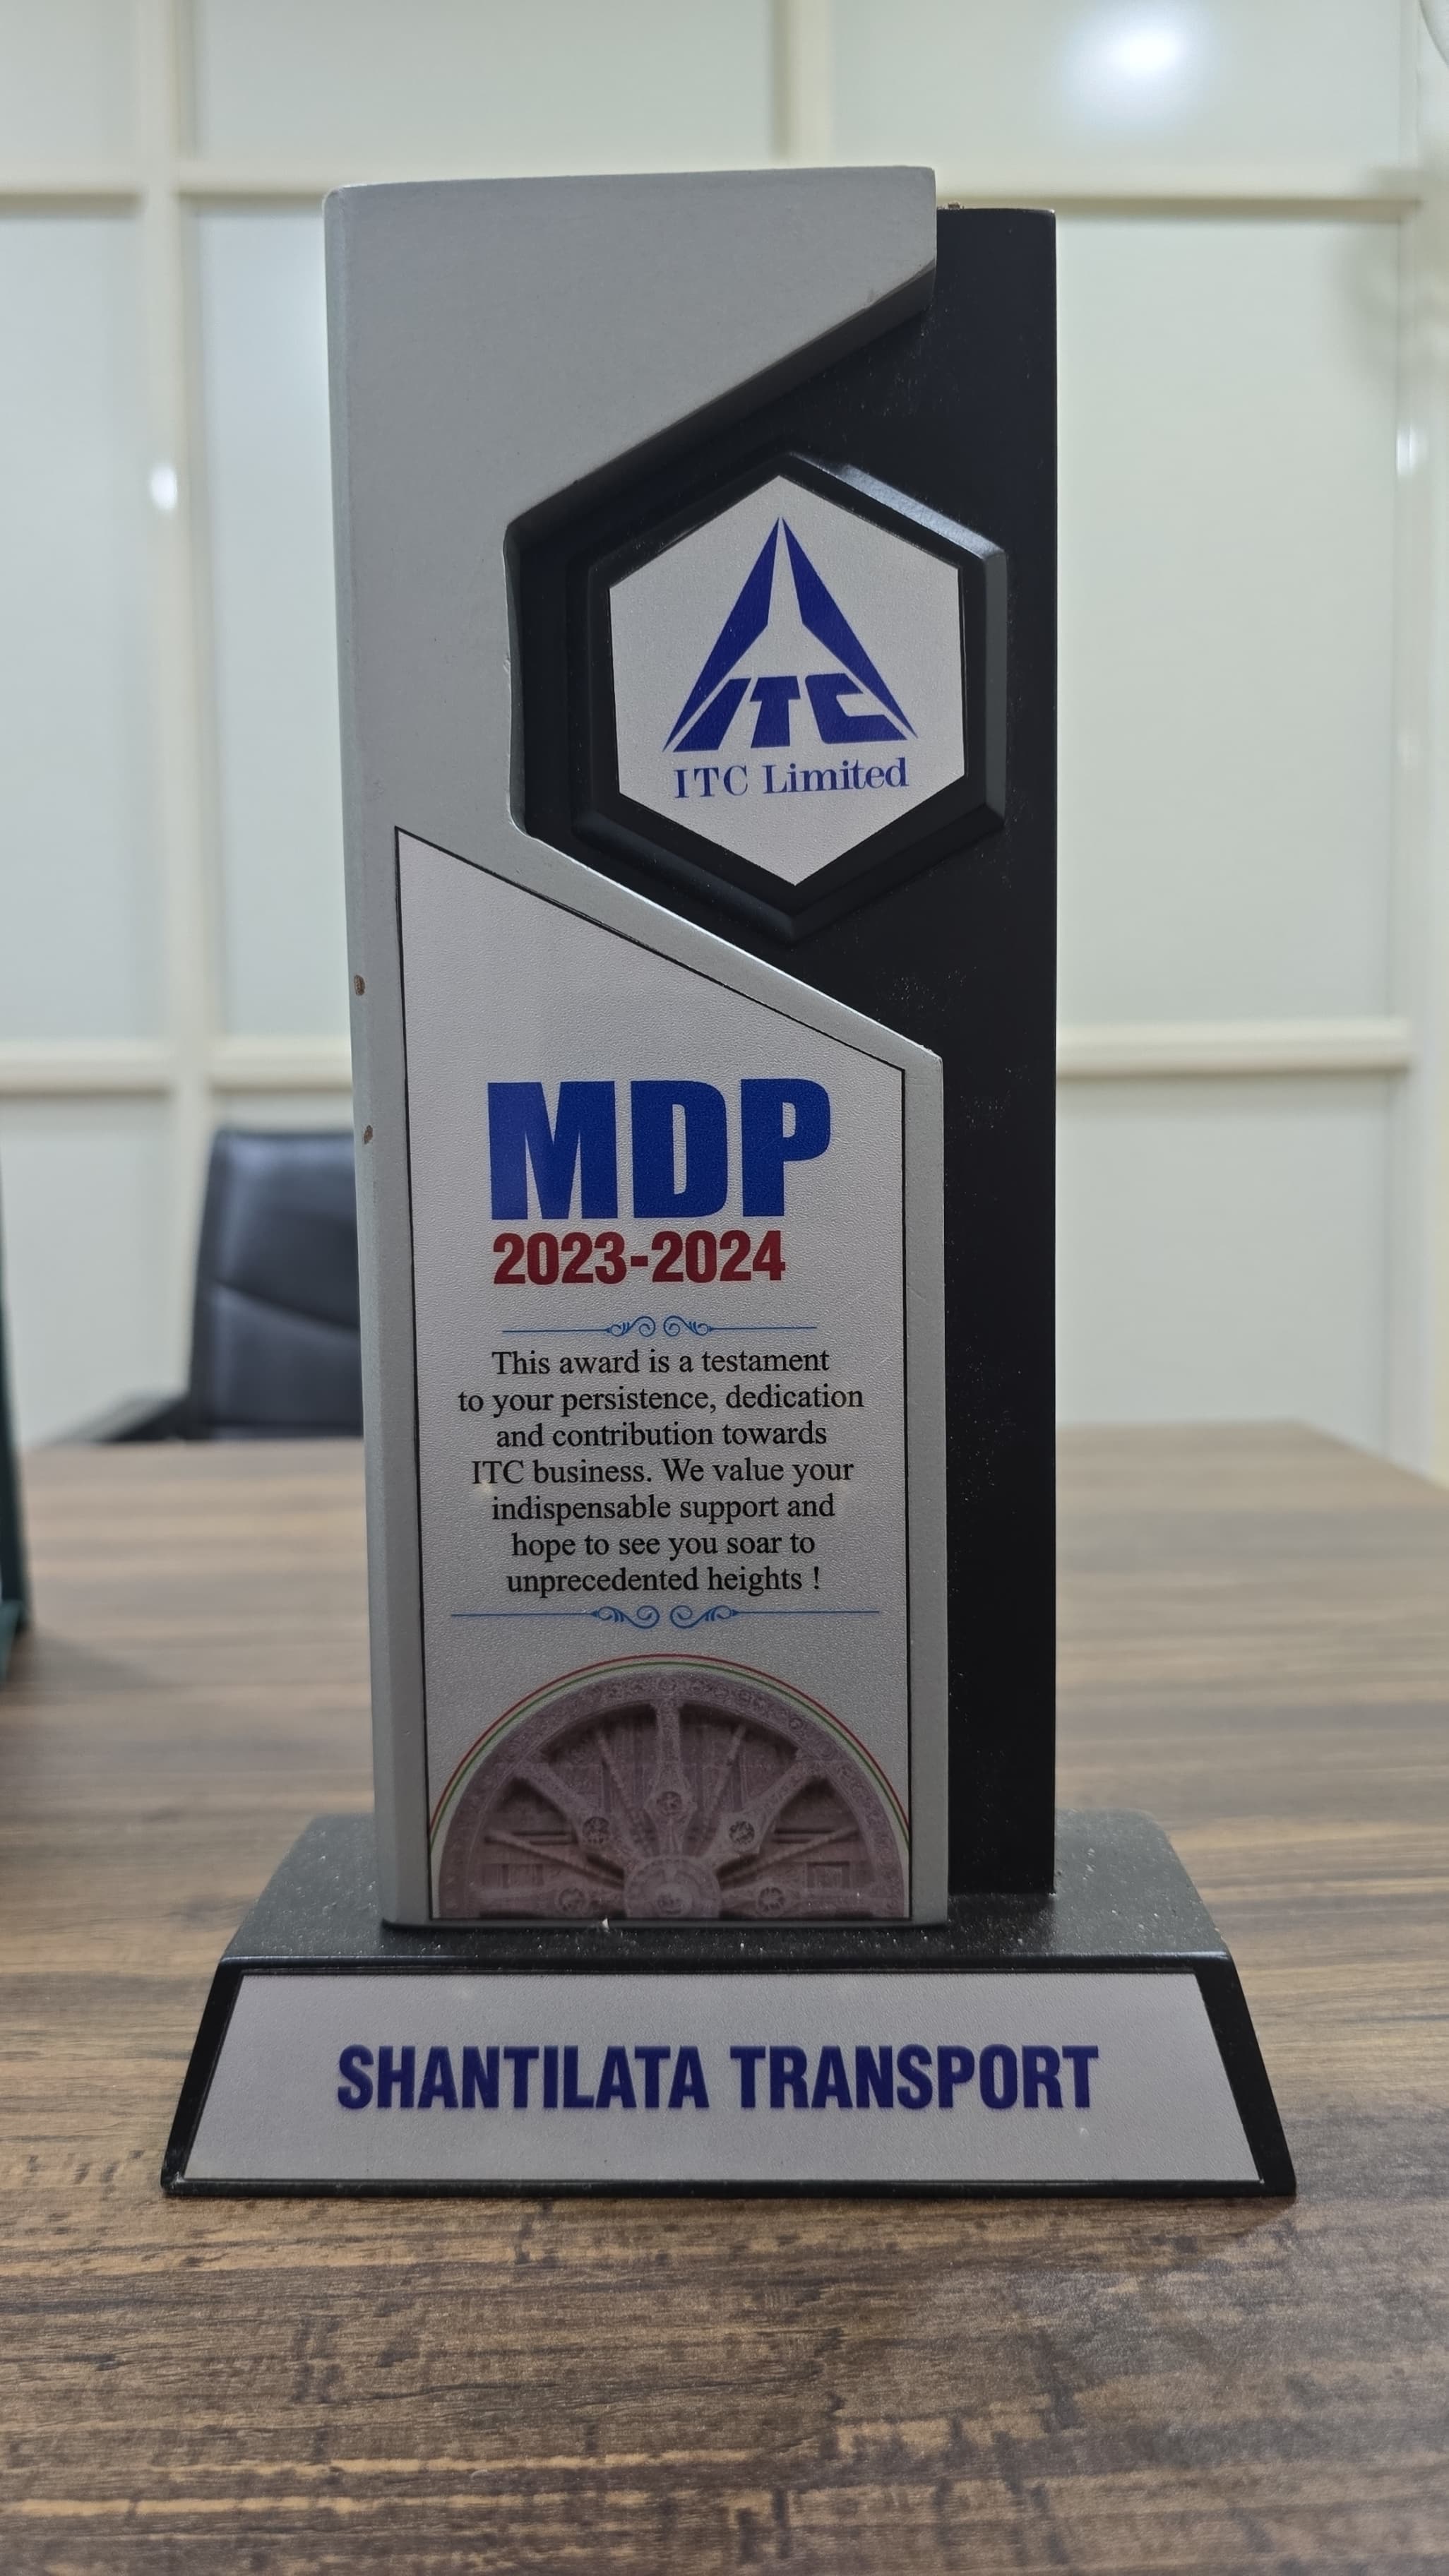 ITC
ITC Limited
MDP
2023-2024
This award is a testament
to your persistence, dedication
and contribution towards
ITC business. We value your
indispensable support and
hope to see you soar to
unprecedented heights !
SHANTILATA TRANSPORT